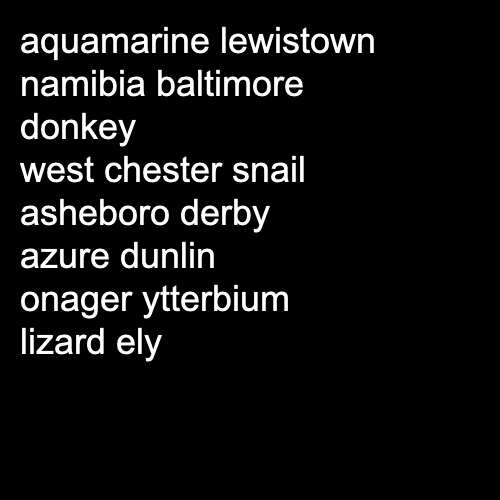 aquamarine lewistown
namibia baltimore
donkey
west chester snail
asheboro derby
azure dunlin
onager ytterbium
lizard ely